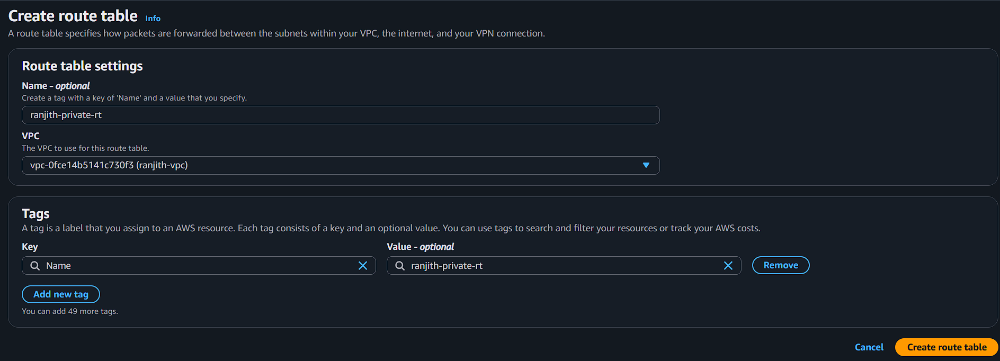 Create route table Info
A route table specifies how packets are forwarded between the subnets within your VPC, the internet, and your VPN connection.
Route table settings
Name - optional
Create a tag with a key of 'Name' and a value that you specify.
ranjith-private-rt
VPC
The VPC to use for this route table.
vpc-0fce14b5141c730f3 (ranjith-vpc)
Tags
A tag is a label that you assign to an AWS resource. Each tag consists of a key and an optional value. You can use tags to search and filter your resources or track your AWS costs.
Key Value - optional
Name ranjith-private-rt Remove
Add new tag
You can add 49 more tags.
Cancel Create route table